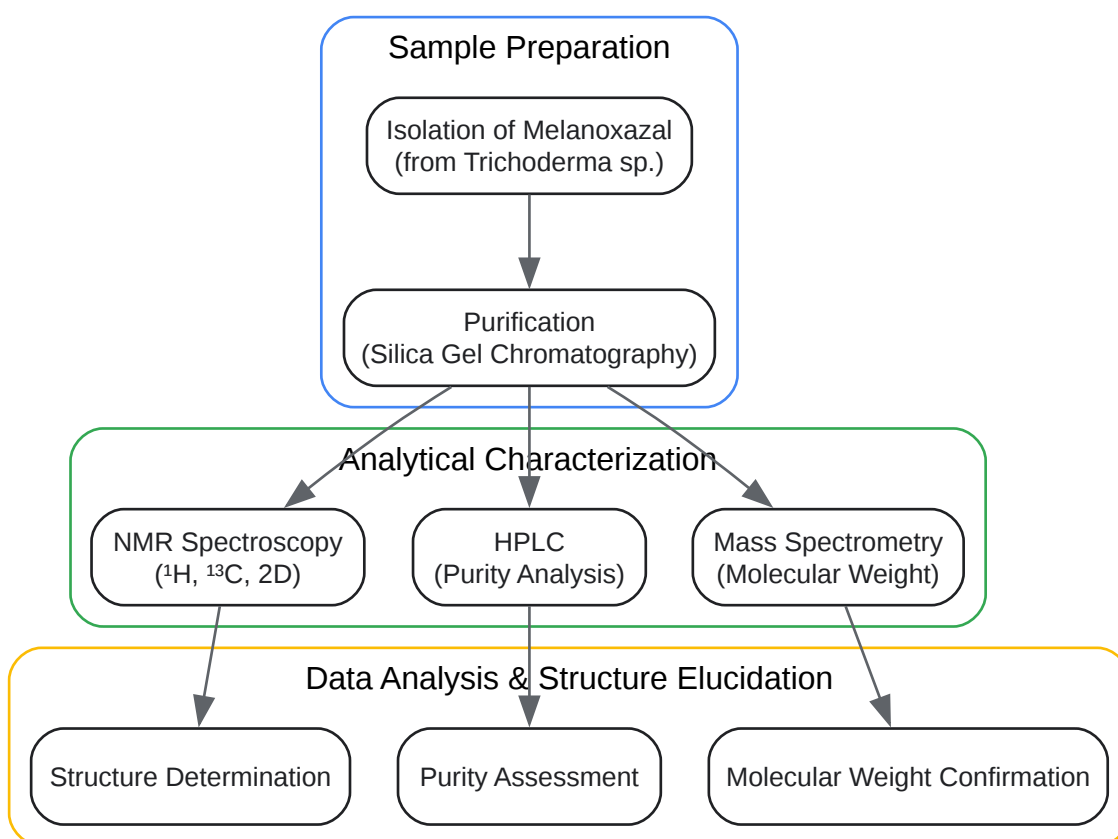 Sample Preparation
Isolation of Melanoxazal
(from Trichoderma sp.)
Purification
(Silica Gel Chromatography)
Analytical Characterization
NMR Spectroscopy
(¹H, ¹³C, 2D)
HPLC
(Purity Analysis)
Mass Spectrometry
(Molecular Weight)
Data Analysis & Structure Elucidation
Structure Determination
Purity Assessment
Molecular Weight Confirmation